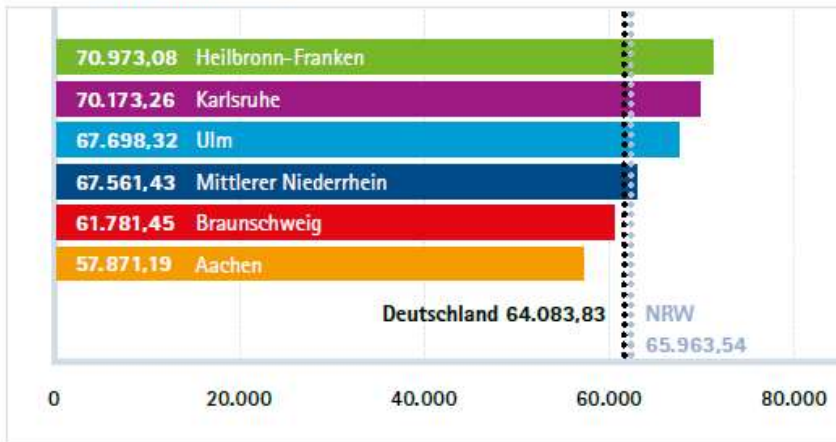 70.973,08 Heilbronn-Franken
70.173,26 Karlsruhe
67.698,32 Ulm
67.561,43 Mittlerer Niederrhein
61.781,45 Braunschweig
57.871,19 Aachen
Deutschland 64.083,83 NRW
65.963,54
0 20.000 40.000 60.000 80.000